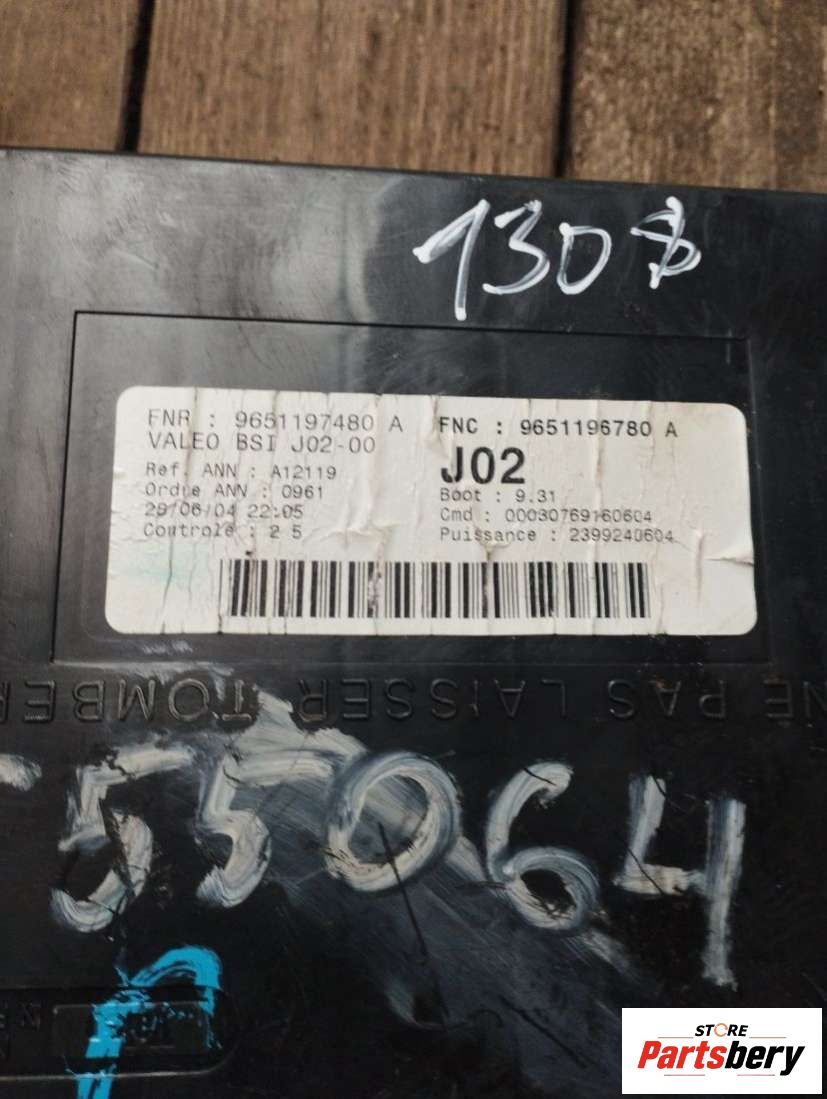 130 $
FNR : 9651197480 A
FNC : 9651196780 A
VALEO BSI J02-00
J02
Ref. ANN : A12119
Boot : 9.31
Ordre ANN : 0961
Cmd : 00030769160604
29/06/04 22:05
Puissance : 2399240604
Controle : 2 5
NE PAS LAISSER TOMBER
55064
STORE
Partsbery